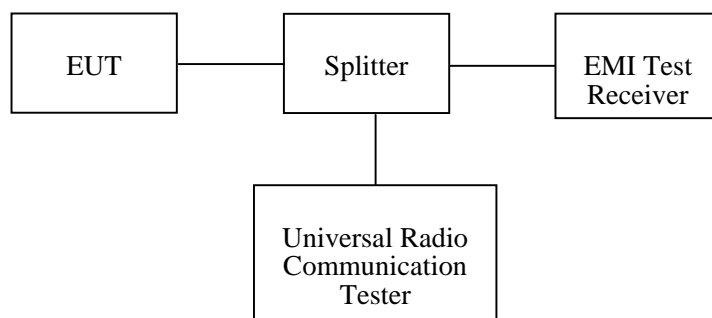 EUT
Splitter
EMI Test
Receiver
Universal Radio
Communication
Tester